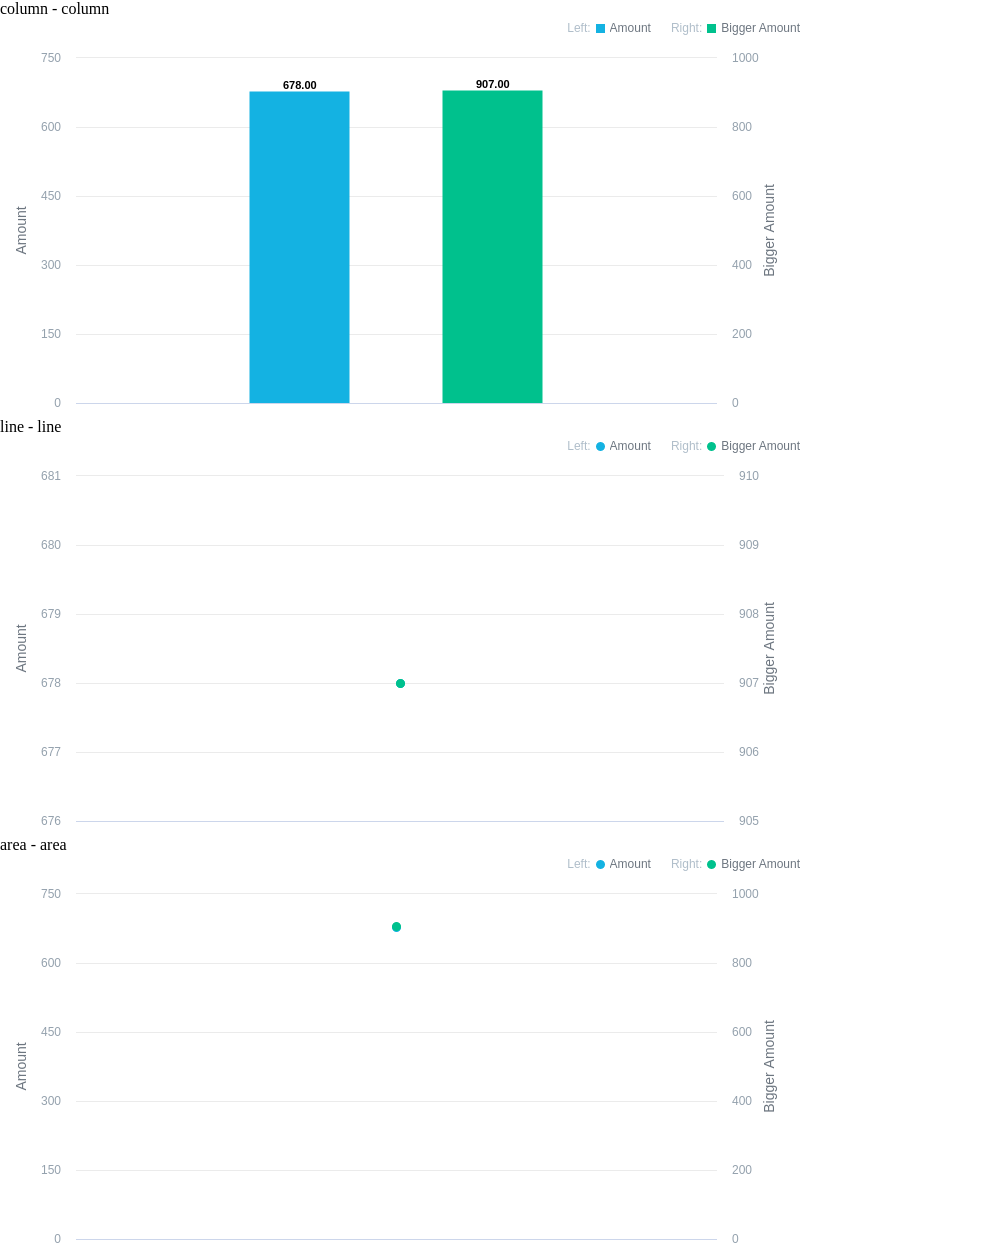 column - column
Left: Amount Right: Bigger Amount
750 1000
678.00 907.00
600 800
450 600
Amount Bigger Amount
300 400
150 200
0 0
line - line
Left: Amount Right: Bigger Amount
681 910
680 909
679 908
Amount Bigger Amount
678 907
677 906
676 905
area - area
Left: Amount Right: Bigger Amount
750 1000
600 800
450 600
Amount Bigger Amount
300 400
150 200
0 0